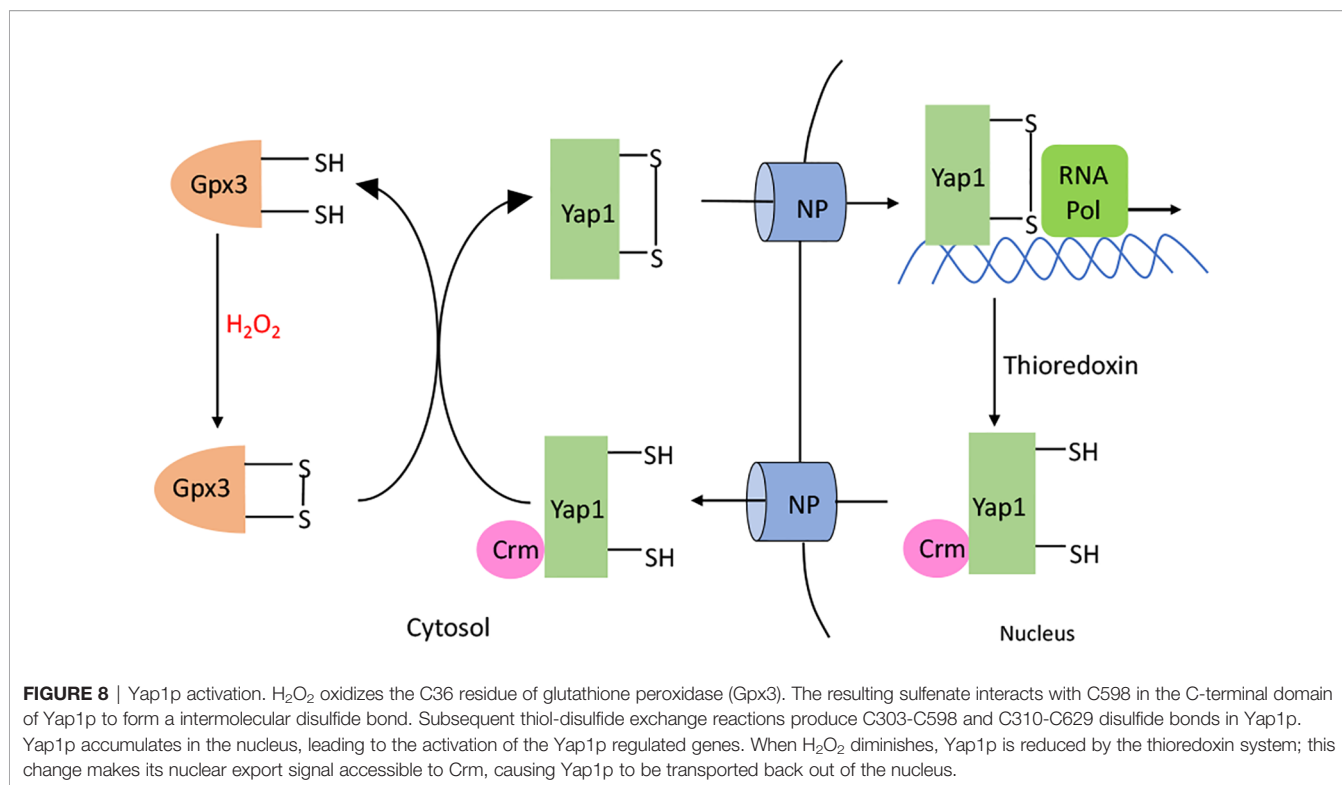 Gpx3
SH
SH
H₂O₂
Gpx3
S
S
Yap1
S
S
Crm
Yap1
SH
SH
Cytosol
NP
NP
Yap1
S
S
RNA
Pol
Thioredoxin
Crm
Yap1
SH
SH
Nucleus
FIGURE 8 | Yap1p activation. H₂O₂ oxidizes the C36 residue of glutathione peroxidase (Gpx3). The resulting sulfenate interacts with C598 in the C-terminal domain
of Yap1p to form a intermolecular disulfide bond. Subsequent thiol-disulfide exchange reactions produce C303-C598 and C310-C629 disulfide bonds in Yap1p.
Yap1p accumulates in the nucleus, leading to the activation of the Yap1p regulated genes. When H₂O₂ diminishes, Yap1p is reduced by the thioredoxin system; this
change makes its nuclear export signal accessible to Crm, causing Yap1p to be transported back out of the nucleus.